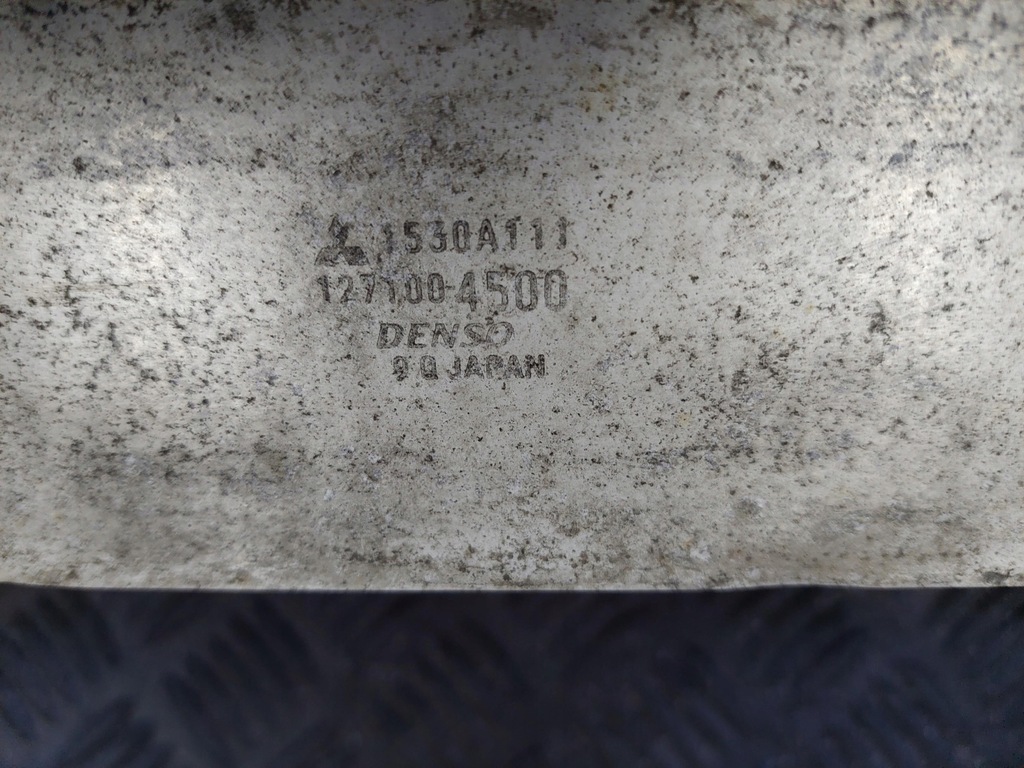 1530A111
127100-4500
DENSO
9 Q JAPAN